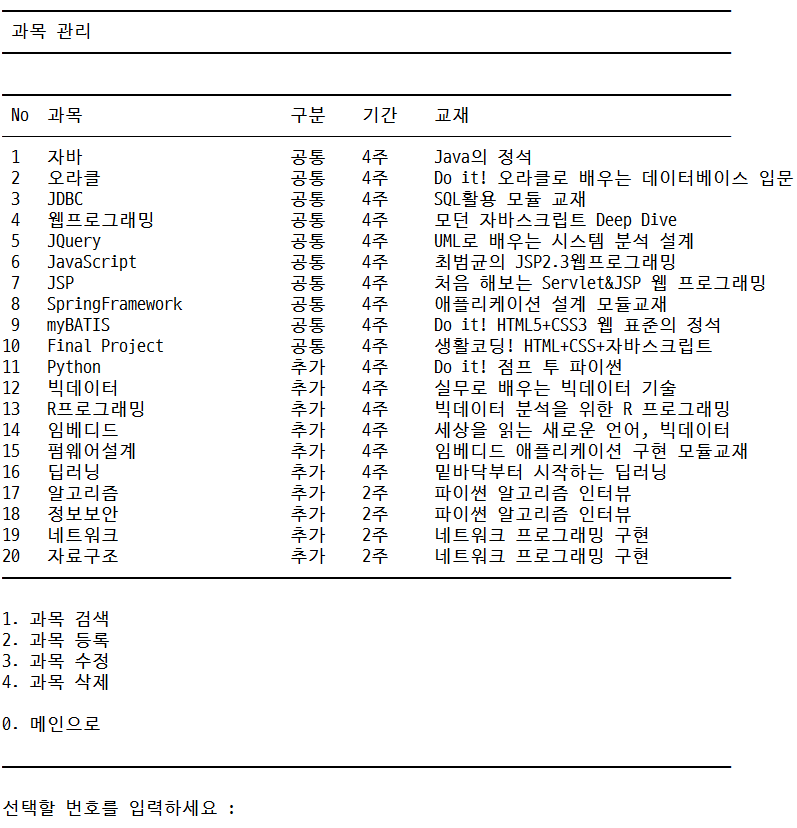 과목 관리
No 과목 구분 기간 교재
1 자바 공통 4주 Java의 정석
2 오라클 공통 4주 Do it! 오라클로 배우는 데이터베이스 입문
3 JDBC 공통 4주 SQL활용 모듈 교재
4 웹프로그래밍 공통 4주 모던 자바스크립트 Deep Dive
5 JQuery 공통 4주 UML로 배우는 시스템 분석 설계
6 JavaScript 공통 4주 최범균의 JSP2.3웹프로그래밍
7 JSP 공통 4주 처음 해보는 Servlet&JSP 웹 프로그래밍
8 SpringFramework 공통 4주 애플리케이션 설계 모듈교재
9 myBATIS 공통 4주 Do it! HTML5+CSS3 웹 표준의 정석
10 Final Project 공통 4주 생활코딩! HTML+CSS+자바스크립트
11 Python 추가 4주 Do it! 점프 투 파이썬
12 빅데이터 추가 4주 실무로 배우는 빅데이터 기술
13 R프로그래밍 추가 4주 빅데이터 분석을 위한 R 프로그래밍
14 임베디드 추가 4주 세상을 읽는 새로운 언어, 빅데이터
15 펌웨어설계 추가 4주 임베디드 애플리케이션 구현 모듈교재
16 딥러닝 추가 4주 밑바닥부터 시작하는 딥러닝
17 알고리즘 추가 2주 파이썬 알고리즘 인터뷰
18 정보보안 추가 2주 파이썬 알고리즘 인터뷰
19 네트워크 추가 2주 네트워크 프로그래밍 구현
20 자료구조 추가 2주 네트워크 프로그래밍 구현
1. 과목 검색
2. 과목 등록
3. 과목 수정
4. 과목 삭제
0. 메인으로
선택할 번호를 입력하세요 :